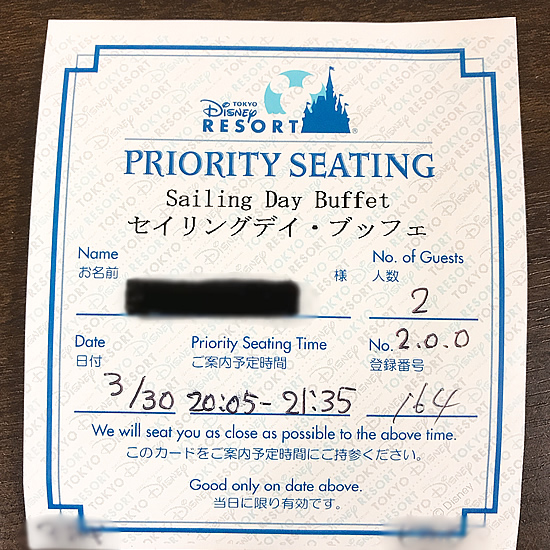 TOKYO
Disney
RESORT®
PRIORITY SEATING
Sailing Day Buffet
セイリングデイ・ブッフェ
Name
お名前 様
No. of Guests
人数
2
Date
日付
3/30
Priority Seating Time
ご案内予定時間
20:05-21:35
No. 2.0.0
登録番号
164
We will seat you as close as possible to the above time.
このカードをご案内予定時間にご持参ください。
Good only on date above.
当日に限り有効です。